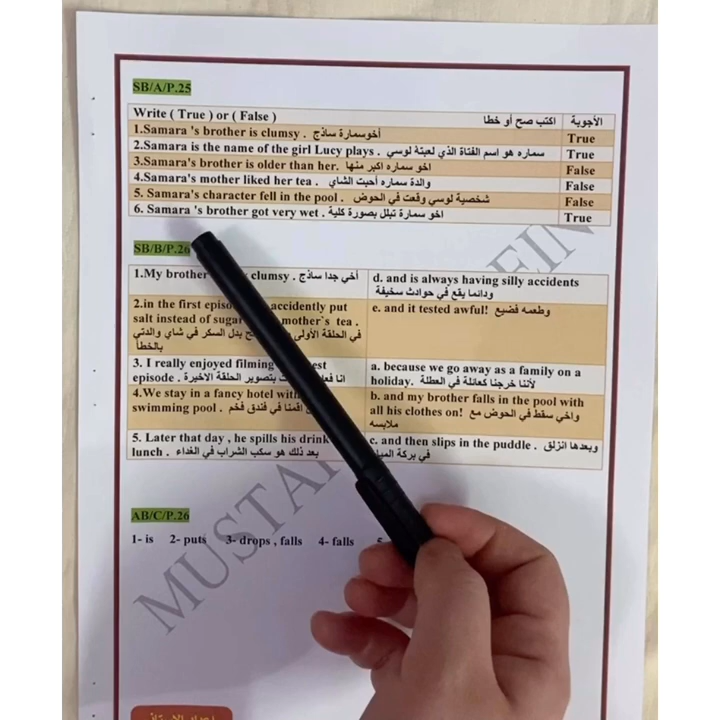 SB/A/P.25
Write ( True ) or ( False ) اكتب صح أو خطا الأجوبة
1.Samara 's brother is clumsy . أخوسمارة ساذج True
2.Samara is the name of the girl Lucy plays . سماره هو اسم الفتاة الذي لعبتة لوسي True
3.Samara's brother is older than her. اخو سماره اكبر منها False
4.Samara's mother liked her tea . والدة سماره أحبت الشاي False
5. Samara's character fell in the pool . شخصية لوسي وقعت في الحوض False
6. Samara 's brother got very wet . اخو سمارة تبلل بصورة كلية True
SB/B/P.26
1.My brother clumsy . أخي جدا ساذج
d. and is always having silly accidents
ودائما يقع في حوادث سخيفة
2.in the first accidently put
salt instead of mother`s tea .
في الحلقة الأولى بدل السكر في شاي والدتي
بالخطأ
e. and it tested awful! وطعمه فضيع
3. I really enjoyed filming
episode . انا بتصوير الحلقة الاخيرة
a. because we go away as a family on a
holiday. لأننا خرجنا كعائلة في العطلة
4.We stay in a fancy hotel with
swimming pool . اقمنا في فندق فخم
b. and my brother falls in the pool with
all his clothes on! واخي سقط في الحوض مع
ملابسه
5. Later that day , he spills his drink
lunch . بعد ذلك هو سكب الشراب في الغداء
c. and then slips in the puddle . وبعدها انزلق
في بركة
AB/C/P.26
1- is 2- puts 3- drops , falls 4- falls